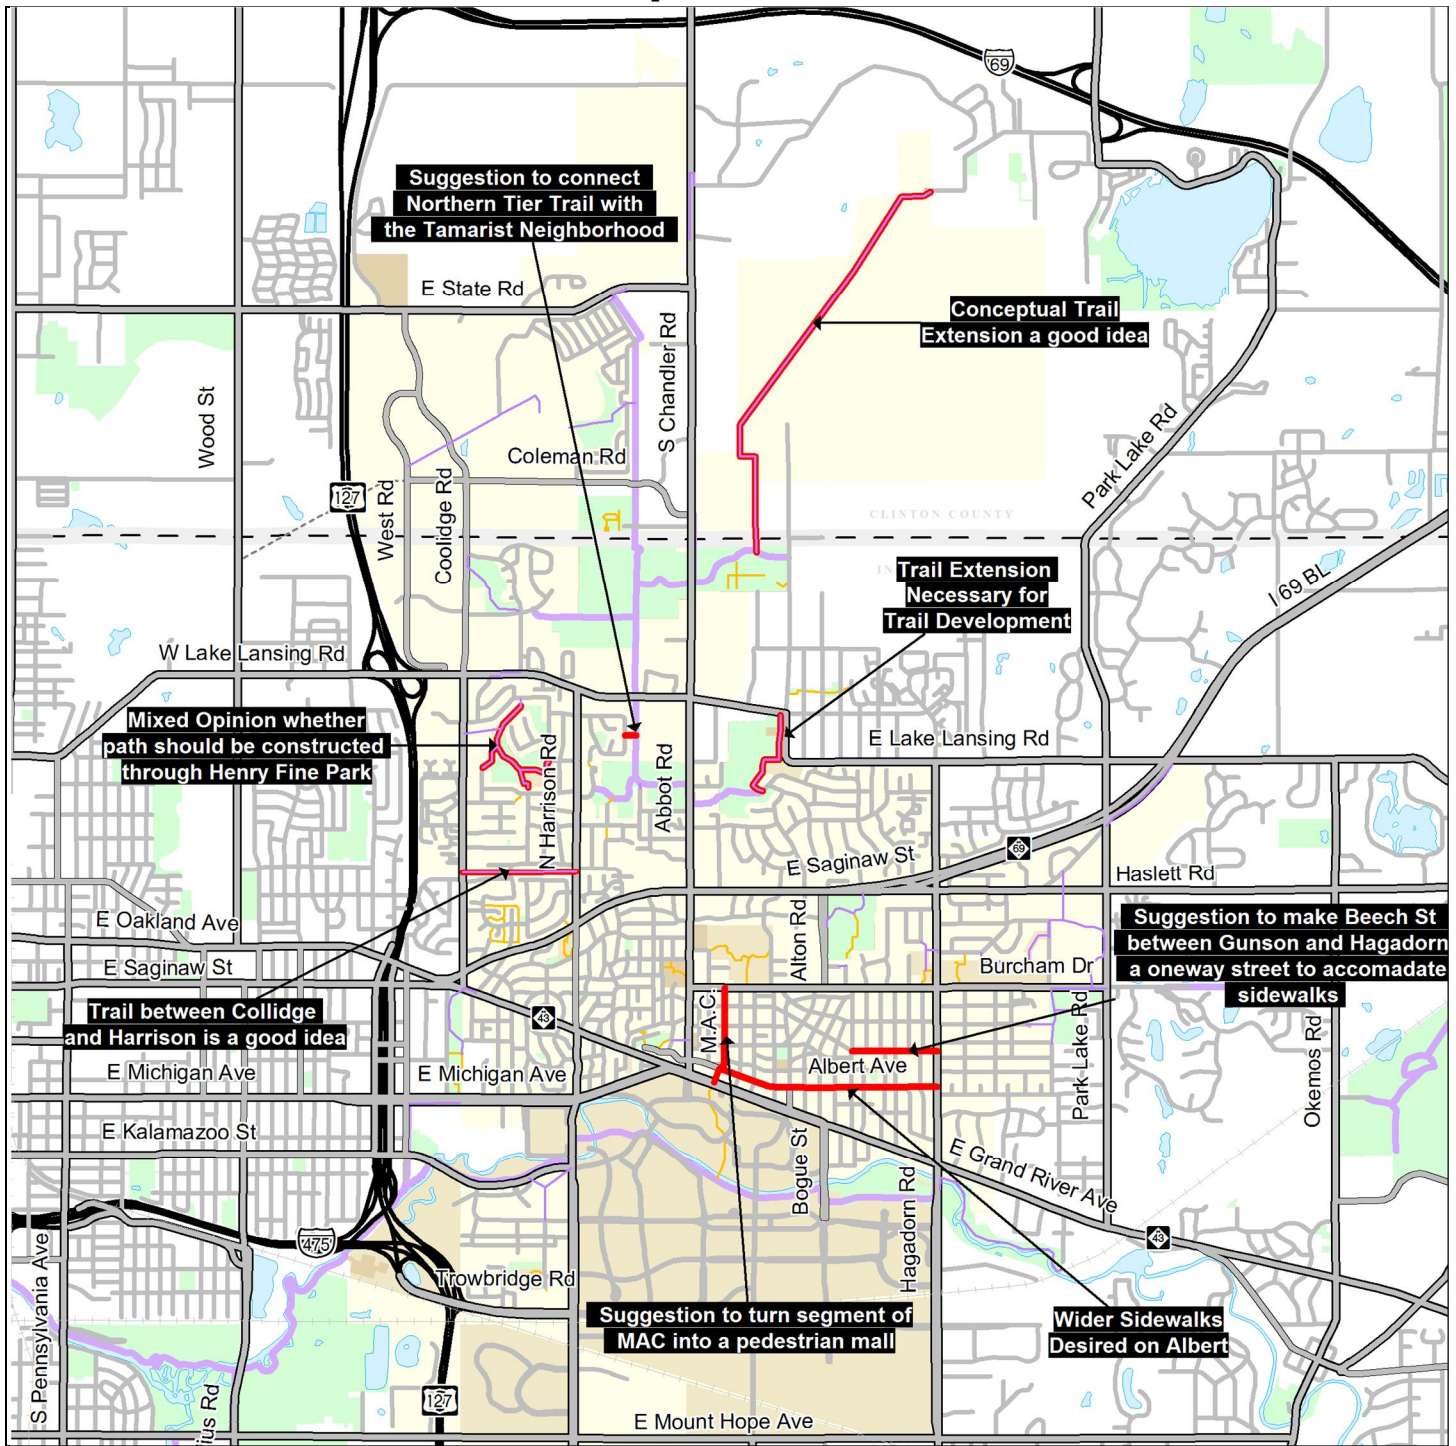 69
Suggestion to connect
Northern Tier Trail with
the Tamarist Neighborhood
E State Rd
Conceptual Trail
Extension a good idea
S Chandler Rd
Wood St
Park Lake Rd
Coleman Rd
127
West Rd
Coolidge Rd
CLINTON COUNTY
IN
Trail Extension
Necessary for
Trail Development
I 69 BL
W Lake Lansing Rd
Mixed Opinion whether
path should be constructed
through Henry Fine Park
E Lake Lansing Rd
N Harrison Rd
Abbot Rd
E Saginaw St
69
Haslett Rd
E Oakland Ave
Suggestion to make Beech St
between Gunson and Hagadorn
a oneway street to accomadate
sidewalks
Alton Rd
E Saginaw St
Burcham Dr
Trail between Collidge
and Harrison is a good idea
43
M.A.C.
Park Lake Rd
Okemos Rd
E Michigan Ave
E Michigan Ave
Albert Ave
E Kalamazoo St
Bogue St
E Grand River Ave
Hagadorn Rd
43
475
S Pennsylvania Ave
Trowbridge Rd
Suggestion to turn segment of
MAC into a pedestrian mall
Wider Sidewalks
Desired on Albert
127
ius Rd
E Mount Hope Ave